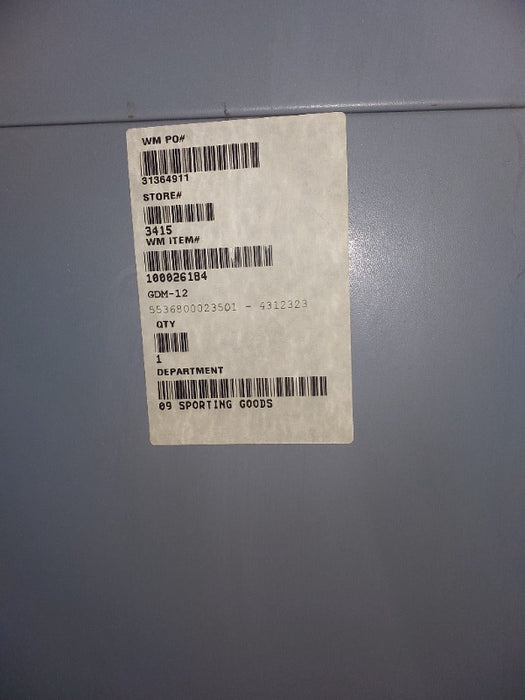 WM PO#
31364911
STORE#
3415
WM ITEM#
100026184
GDM-12
5536800023501 - 4312323
QTY
1
DEPARTMENT
09 SPORTING GOODS